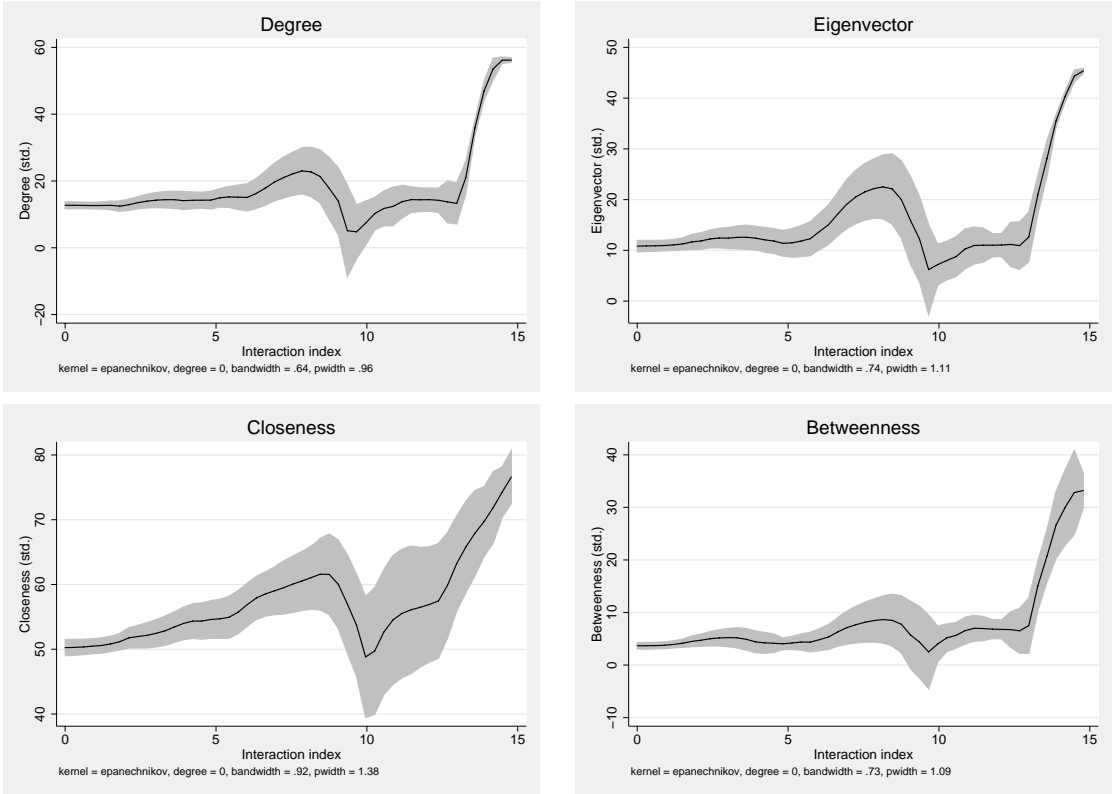 Degree
Degree (std.)
60
40
20
0
−20
0 5 10 15
Interaction index
kernel = epanechnikov, degree = 0, bandwidth = .64, pwidth = .96
Eigenvector
Eigenvector (std.)
50
40
30
20
10
0
0 5 10 15
Interaction index
kernel = epanechnikov, degree = 0, bandwidth = .74, pwidth = 1.11
Closeness
Closeness (std.)
80
70
60
50
40
0 5 10 15
Interaction index
kernel = epanechnikov, degree = 0, bandwidth = .92, pwidth = 1.38
Betweenness
Betweenness (std.)
40
30
20
10
0
−10
0 5 10 15
Interaction index
kernel = epanechnikov, degree = 0, bandwidth = .73, pwidth = 1.09